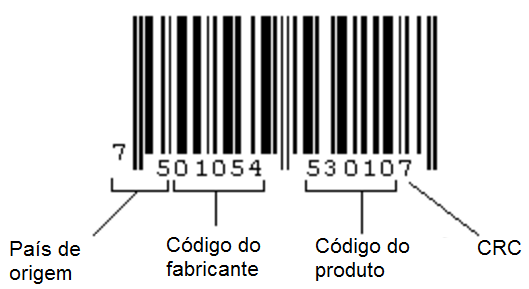 7
501054 530107
País de
origem
Código do
fabricante
Código do
produto
CRC